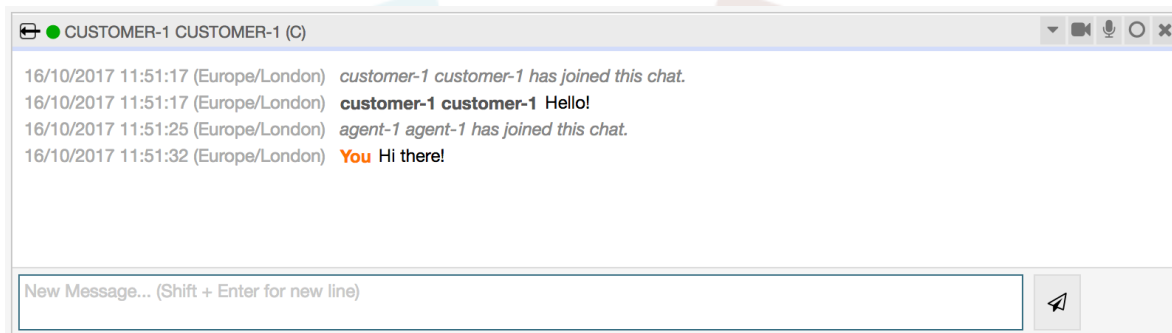 CUSTOMER-1 CUSTOMER-1 (C)
16/10/2017 11:51:17 (Europe/London) customer-1 customer-1 has joined this chat.
16/10/2017 11:51:17 (Europe/London) customer-1 customer-1 Hello!
16/10/2017 11:51:25 (Europe/London) agent-1 agent-1 has joined this chat.
16/10/2017 11:51:32 (Europe/London) You Hi there!
New Message... (Shift + Enter for new line)